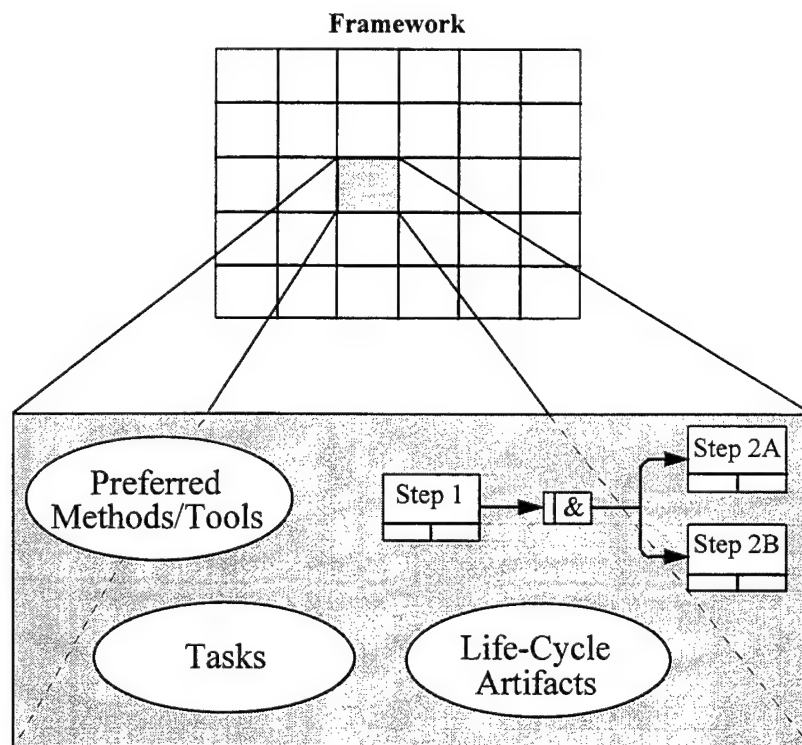 Framework
Preferred
Methods/Tools
Step 1
&
Step 2A
Step 2B
Tasks
Life-Cycle
Artifacts